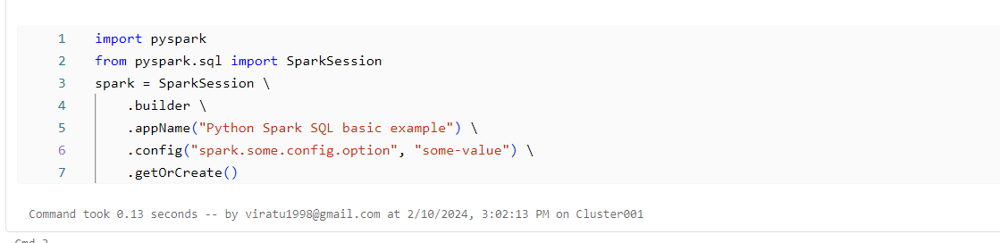 1 import pyspark
2 from pyspark.sql import SparkSession
3 spark = SparkSession \
4     .builder \
5     .appName("Python Spark SQL basic example") \
6     .config("spark.some.config.option", "some-value") \
7     .getOrCreate()
Command took 0.13 seconds -- by viratu1998@gmail.com at 2/10/2024, 3:02:13 PM on Cluster001